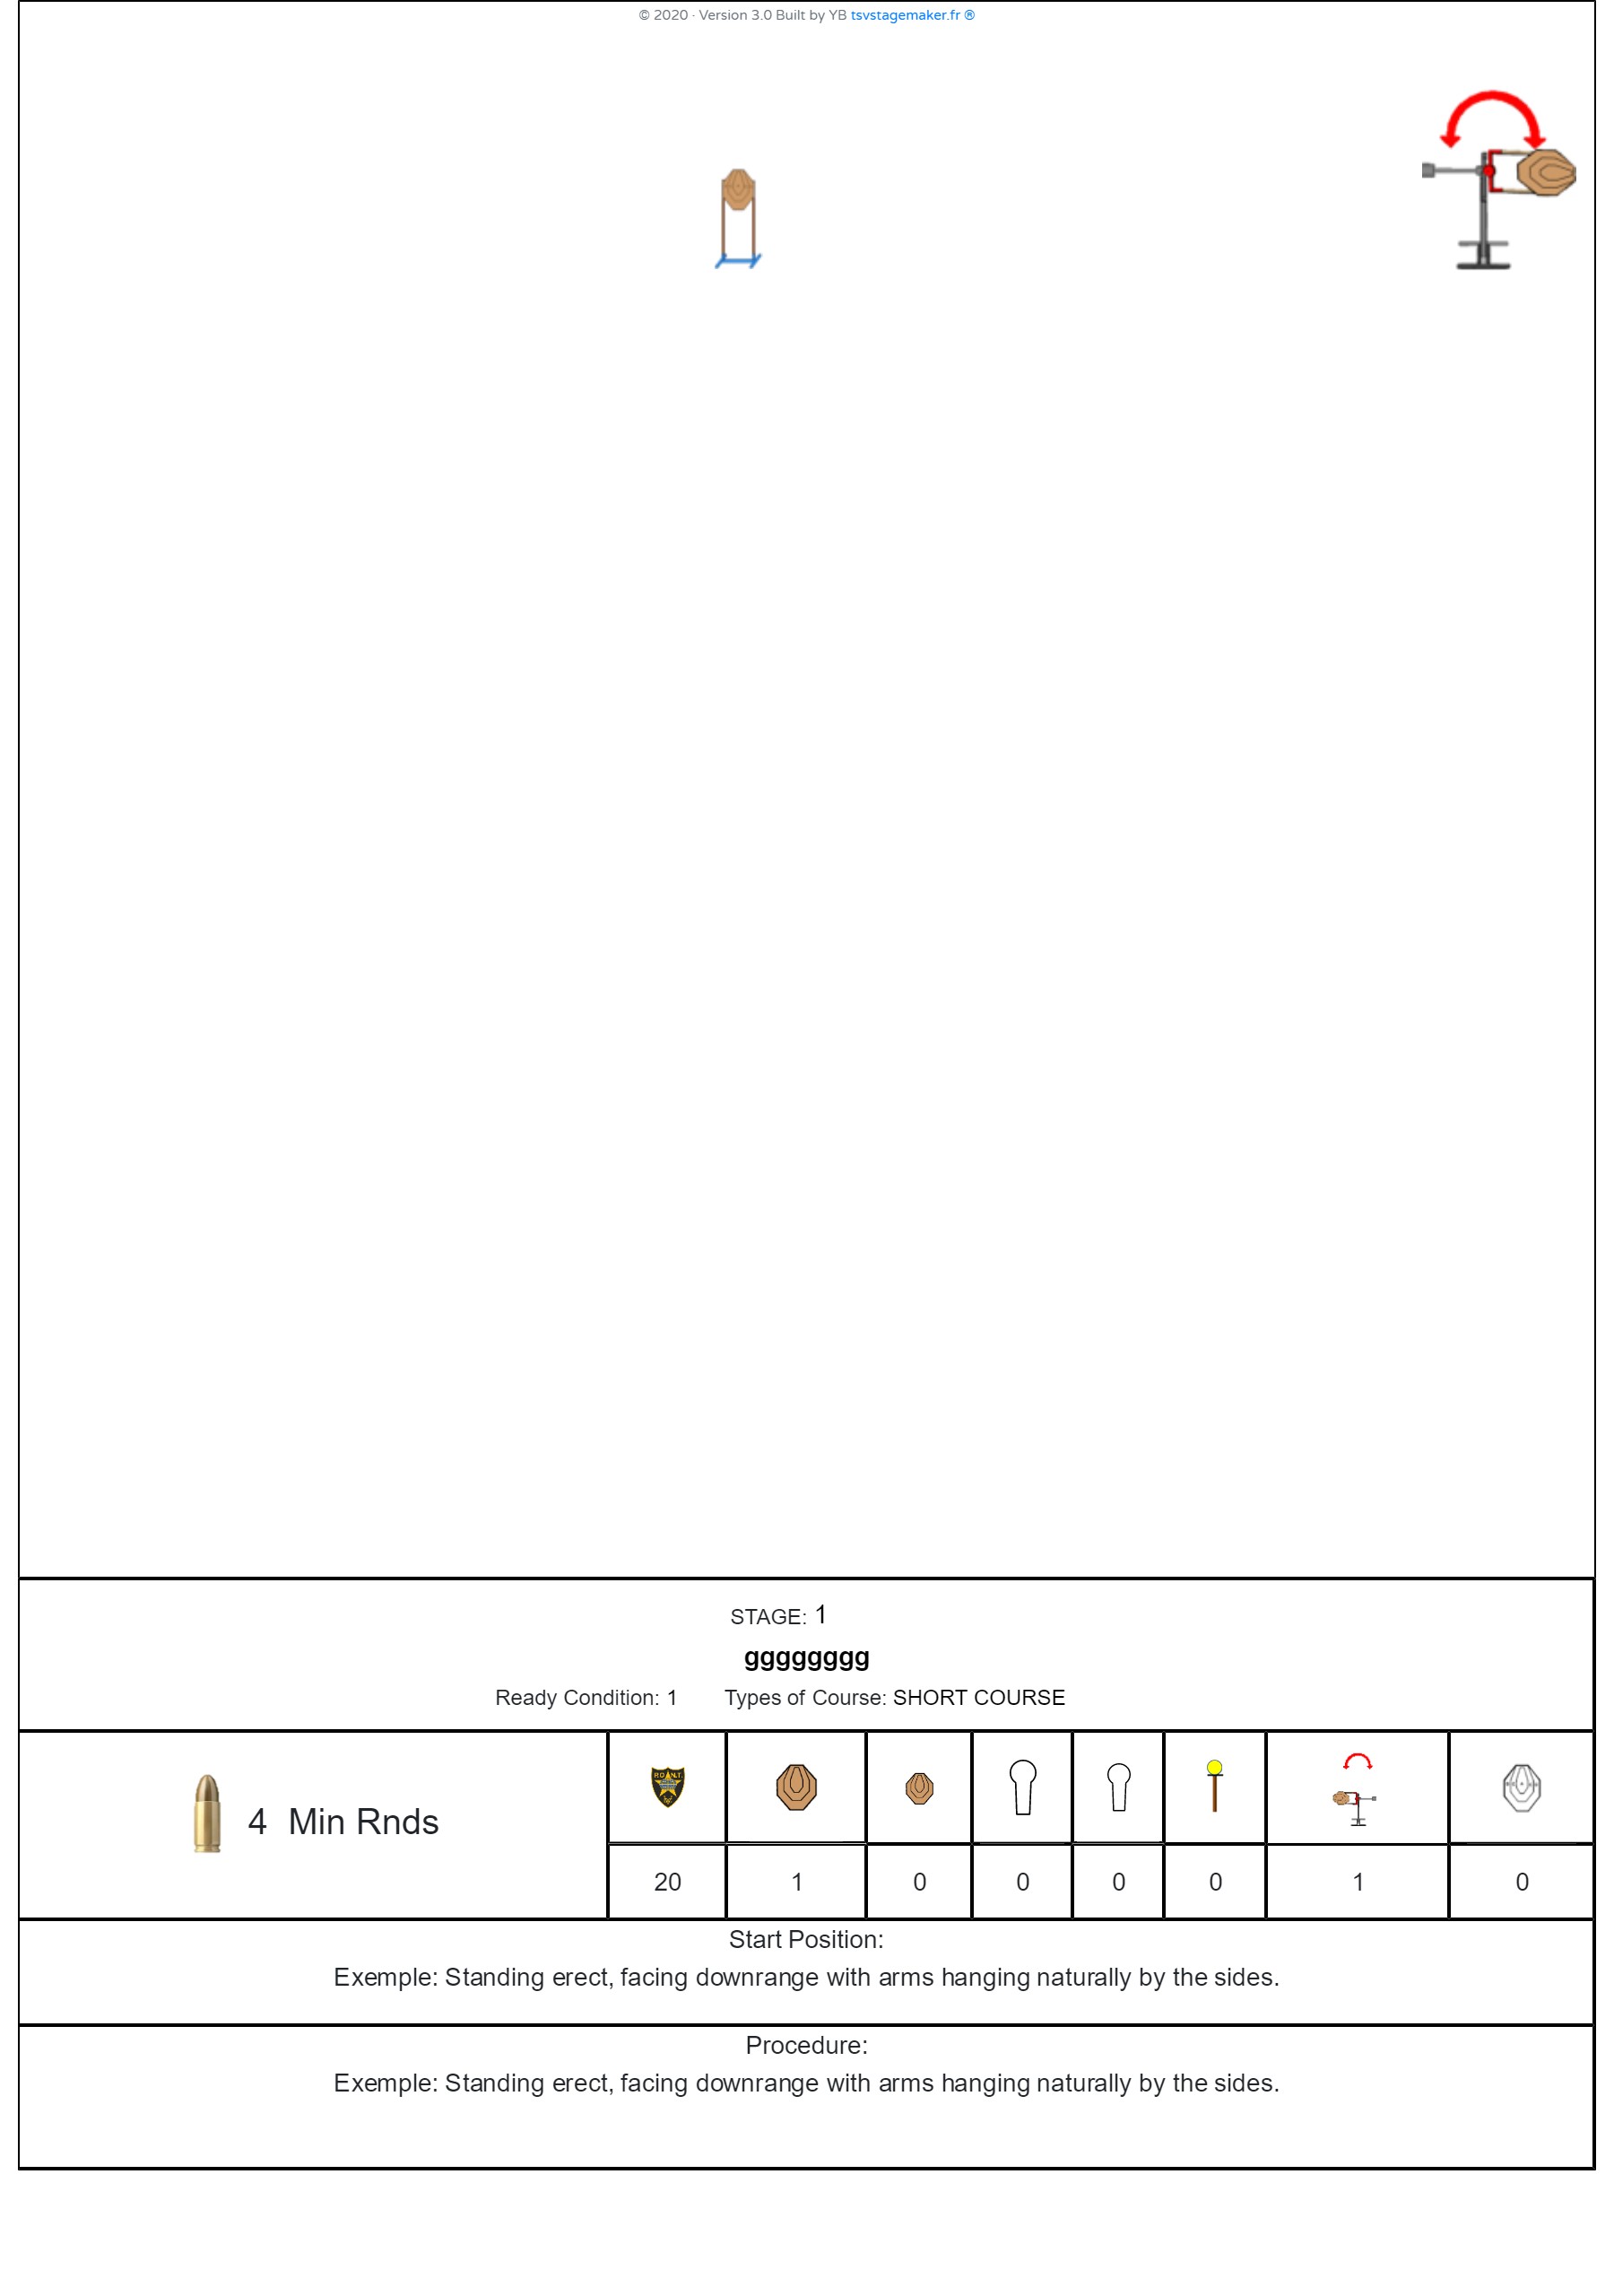 © 2020 · Version 3.0 Built by YB tsvstagemaker.fr ®
STAGE: 1
gggggggg
Ready Condition: 1 Types of Course: SHORT COURSE
4 Min Rnds
20 1 0 0 0 0 1 0
Start Position:
Exemple: Standing erect, facing downrange with arms hanging naturally by the sides.
Procedure:
Exemple: Standing erect, facing downrange with arms hanging naturally by the sides.